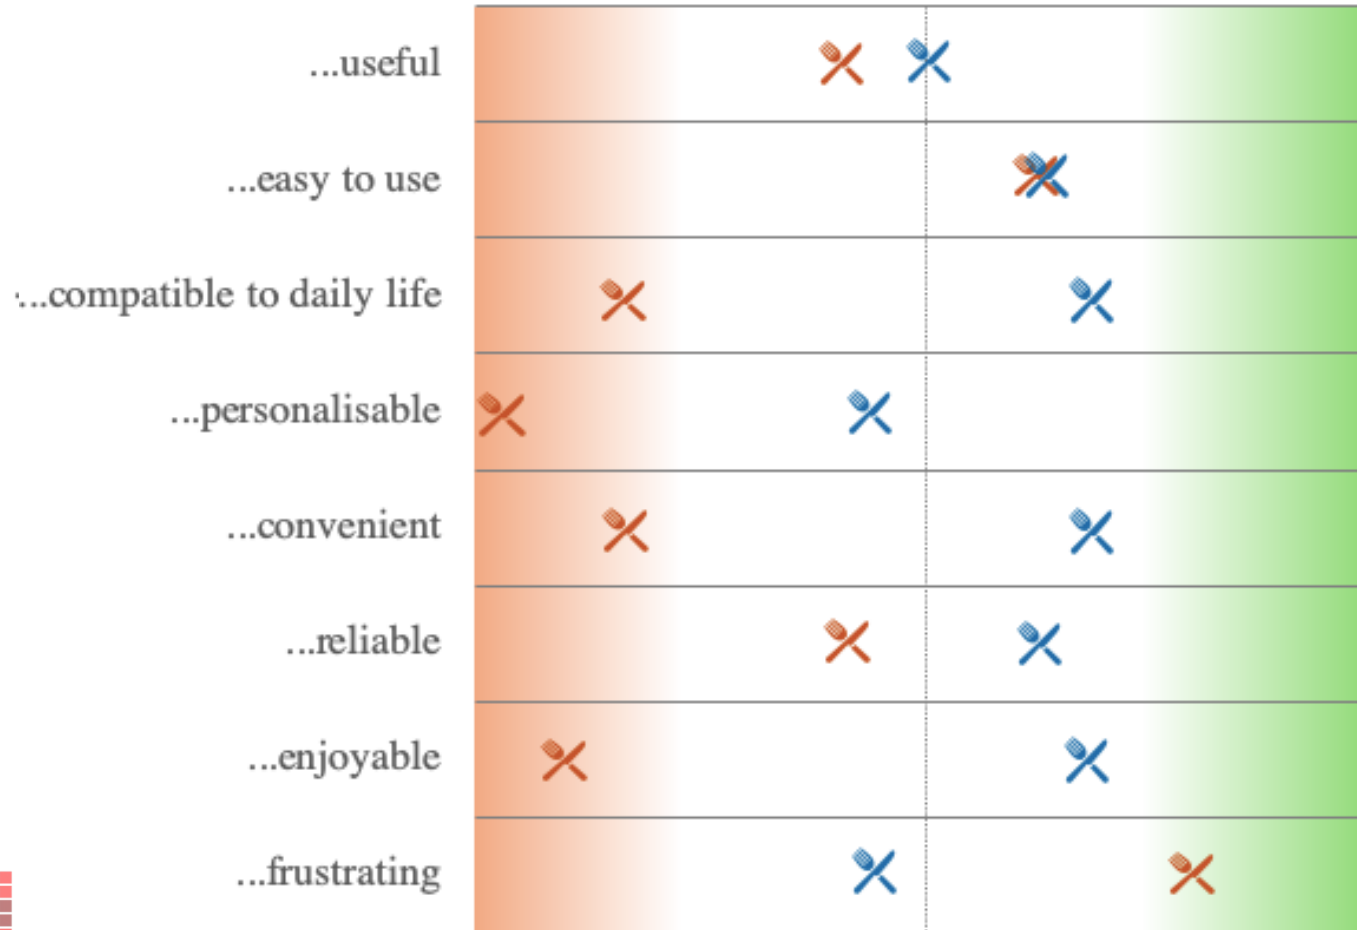 ...useful
...easy to use
...compatible to daily life
...personalisable
...convenient
...reliable
...enjoyable
...frustrating